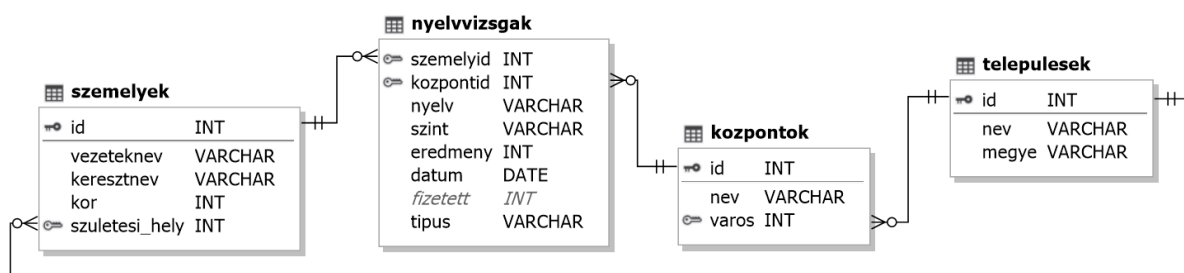 szemelyek
id INT
vezeteknev VARCHAR
keresztnev VARCHAR
kor INT
szuletesi_hely INT
nyelvvizsgak
szemelyid INT
kozpontid INT
nyelv VARCHAR
szint VARCHAR
eredmeny INT
datum DATE
fizetett INT
tipus VARCHAR
kozpontok
id INT
nev VARCHAR
varos INT
telepulesek
id INT
nev VARCHAR
megye VARCHAR